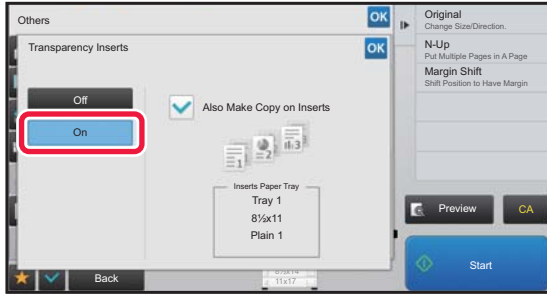 Others
OK
Transparency Inserts
OK
Off
On
Also Make Copy on Inserts
1
2
3
Inserts Paper Tray
Tray 1
8½x11
Plain 1
Back
11x17
Original
Change Size/Direction.
N-Up
Put Multiple Pages in A Page
Margin Shift
Shift Position to Have Margin
Preview
CA
Start